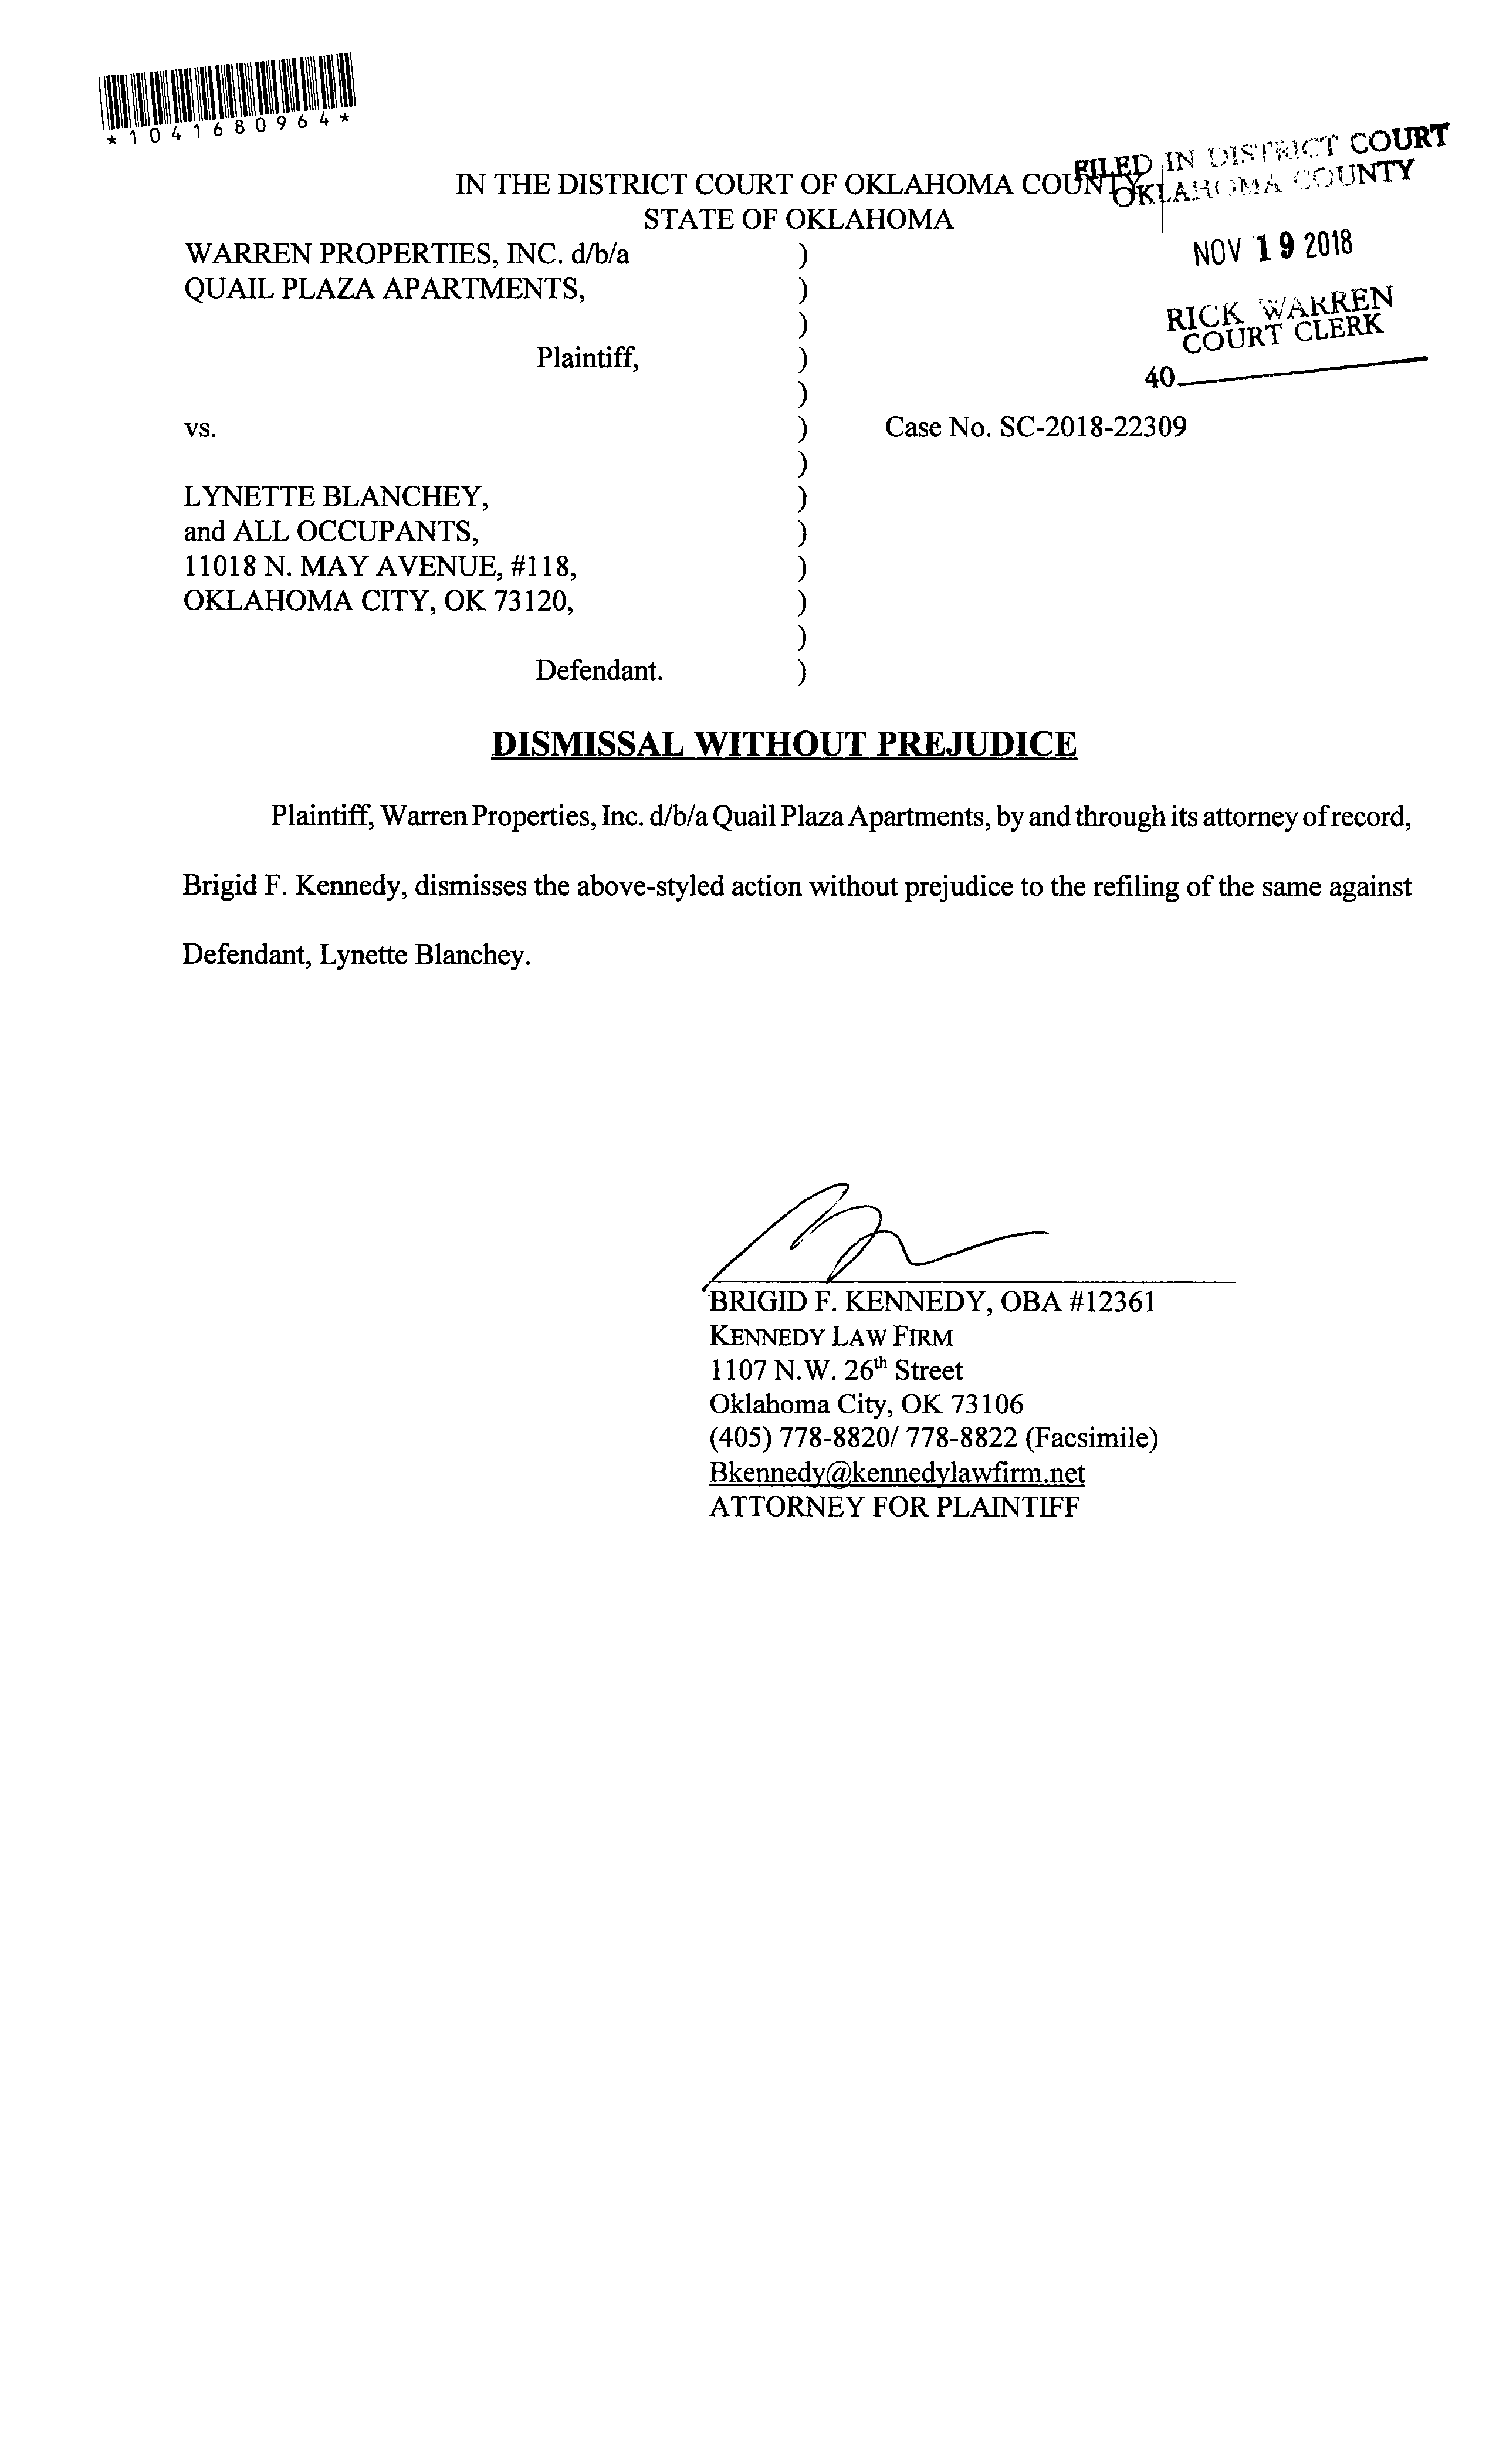 *1041680964*
FILED IN DISTRICT COURT
OKLAHOMA COUNTY
IN THE DISTRICT COURT OF OKLAHOMA COUNTY
STATE OF OKLAHOMA
NOV 19 2018
RICK WARREN
COURT CLERK
40
WARREN PROPERTIES, INC. d/b/a )
QUAIL PLAZA APARTMENTS, )
)
Plaintiff, )
)
vs. ) Case No. SC-2018-22309
)
LYNETTE BLANCHEY, )
and ALL OCCUPANTS, )
11018 N. MAY AVENUE, #118, )
OKLAHOMA CITY, OK 73120, )
)
Defendant. )
DISMISSAL WITHOUT PREJUDICE
Plaintiff, Warren Properties, Inc. d/b/a Quail Plaza Apartments, by and through its attorney of record,
Brigid F. Kennedy, dismisses the above-styled action without prejudice to the refiling of the same against
Defendant, Lynette Blanchey.
BRIGID F. KENNEDY, OBA #12361
KENNEDY LAW FIRM
1107 N.W. 26th Street
Oklahoma City, OK 73106
(405) 778-8820/ 778-8822 (Facsimile)
Bkennedy@kennedylawfirm.net
ATTORNEY FOR PLAINTIFF